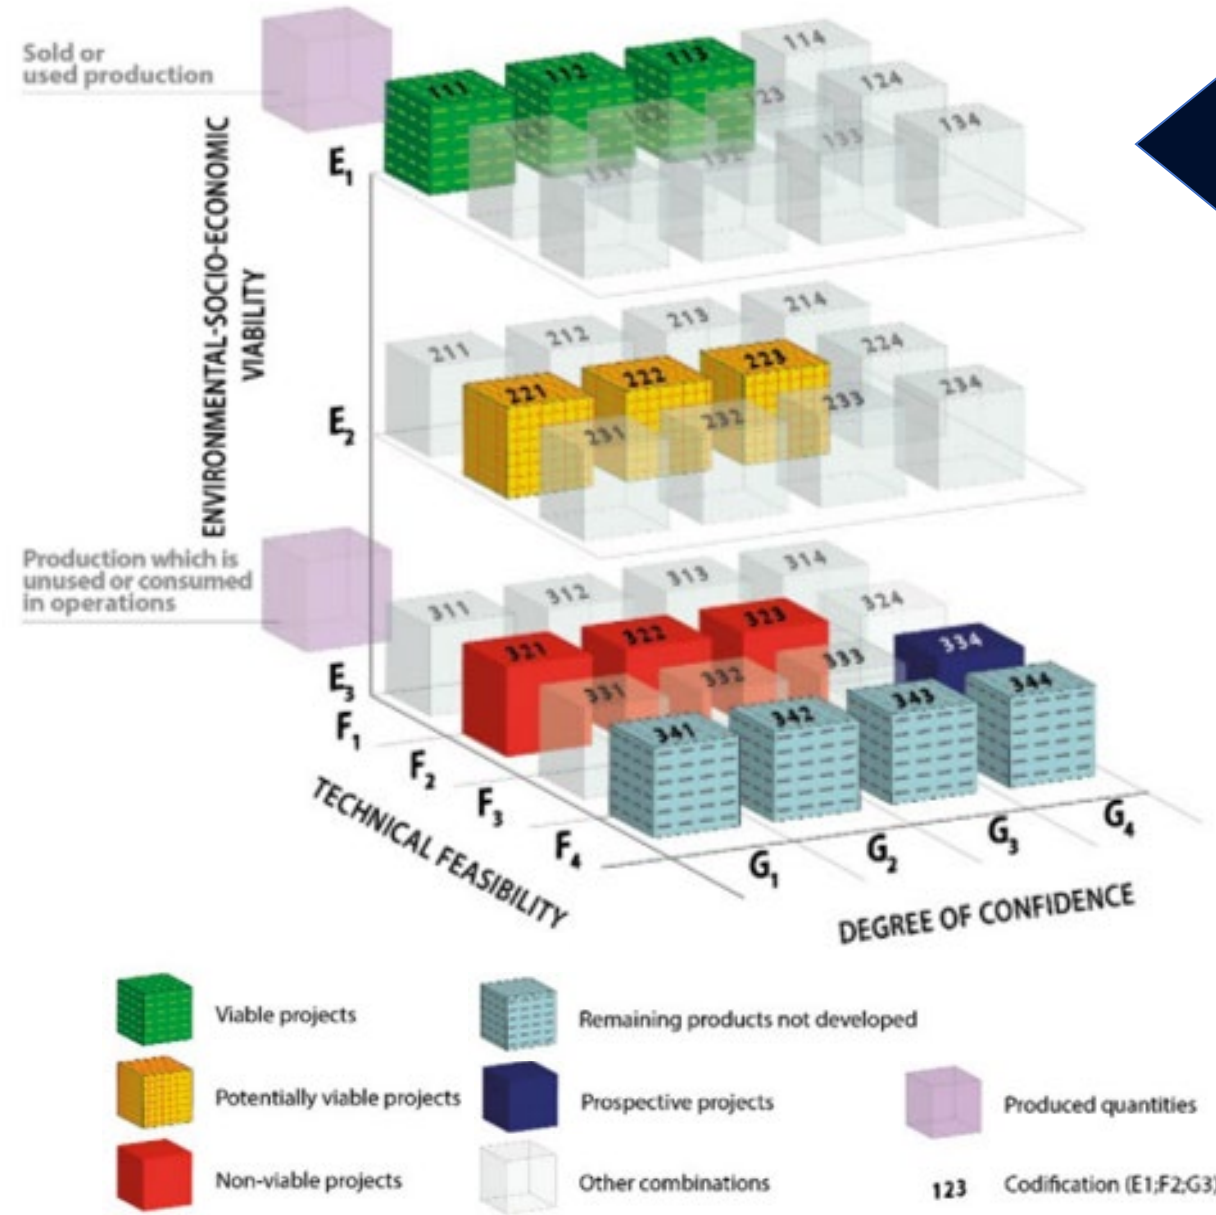 Sold or
used production
ENVIRONMENTAL-SOCIO-ECONOMIC
VIABILITY
E1
111
112
113
114
123
124
132
133
134
131
E2
211
212
213
214
221
222
223
224
231
232
233
234
Production which is
unused or consumed
in operations
E3
311
312
313
314
321
322
323
324
331
332
333
334
341
342
343
344
F1
F2
F3
F4
TECHNICAL FEASIBILITY
G1
G2
G3
G4
DEGREE OF CONFIDENCE
Viable projects
Remaining products not developed
Potentially viable projects
Prospective projects
Produced quantities
Non-viable projects
Other combinations
123 Codification (E1;F2;G3)